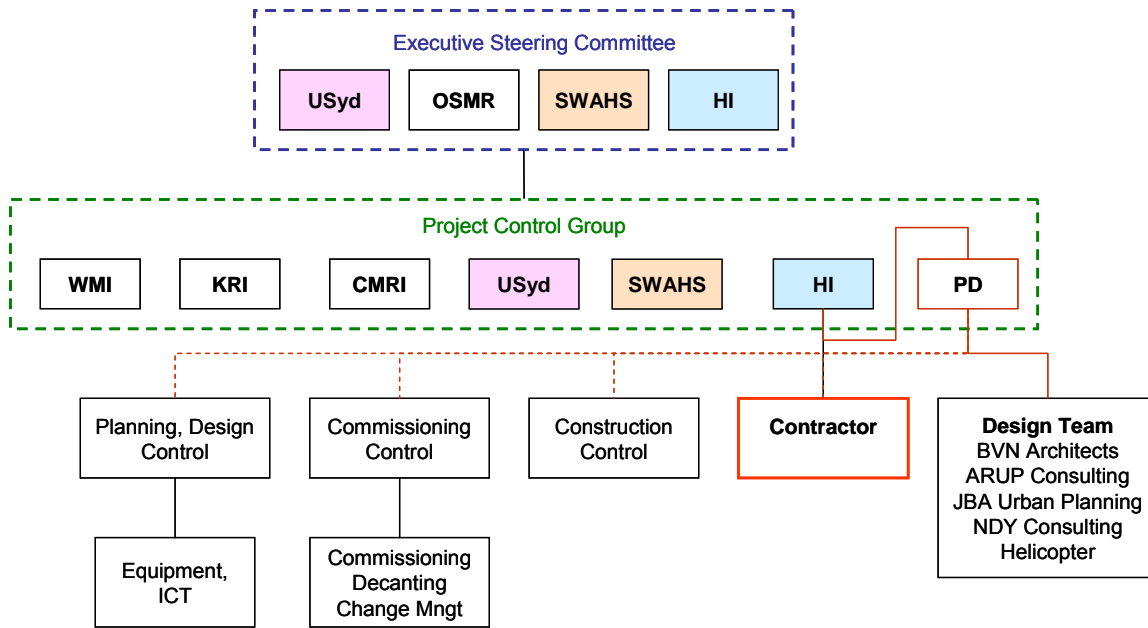 Executive Steering Committee
USyd
OSMR
SWAHS
HI
Project Control Group
WMI
KRI
CMRI
USyd
SWAHS
HI
PD
Planning, Design
Control
Commissioning
Control
Construction
Control
Contractor
Design Team
BVN Architects
ARUP Consulting
JBA Urban Planning
NDY Consulting
Helicopter
Equipment,
ICT
Commissioning
Decanting
Change Mngt